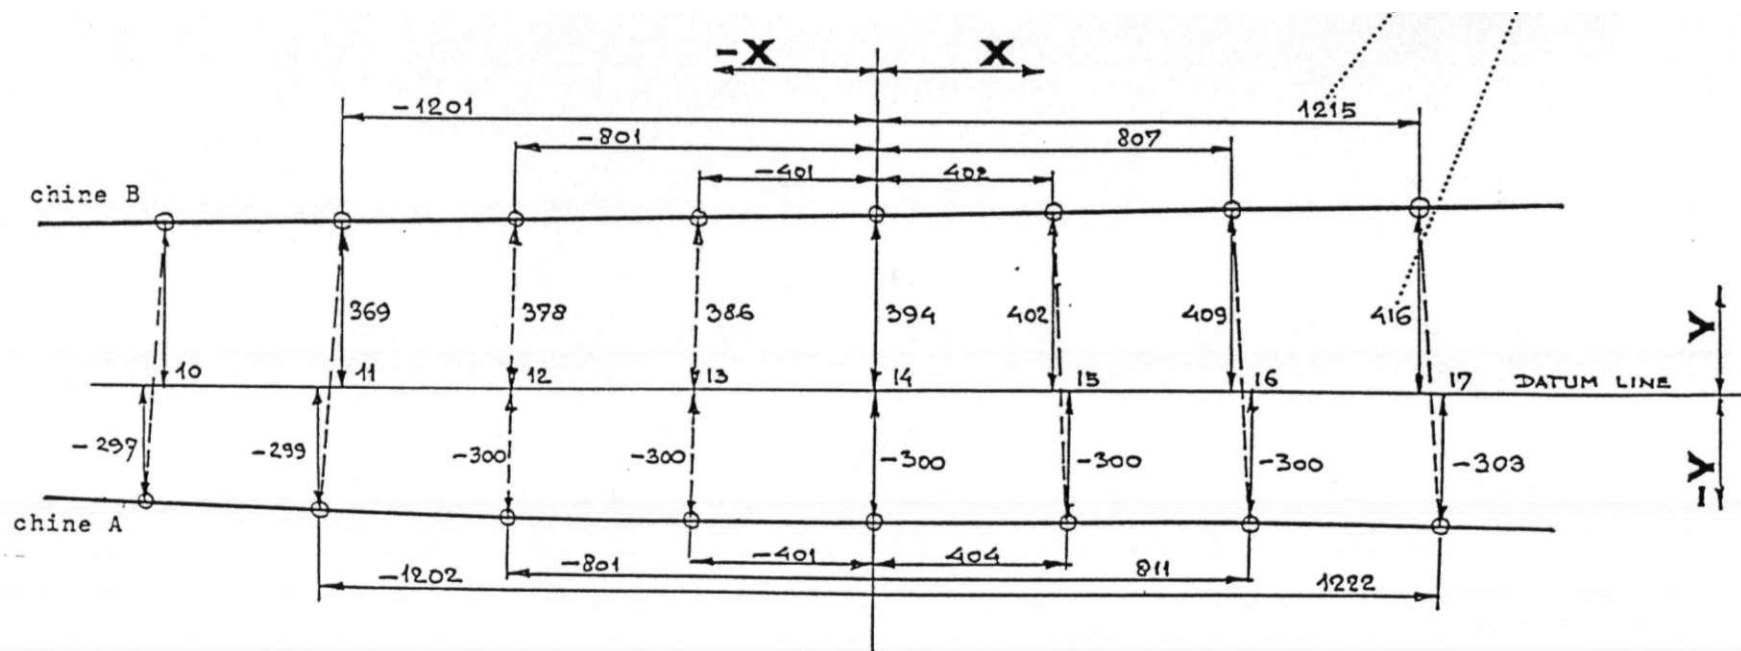 -X X
-1201 1215
-801 807
-401 402
chine B
369 378 386 394 402 409 416 Y
10 11 12 13 14 15 16 17 DATUM LINE
-297 -299 -300 -300 -300 -300 -300 -303 -Y
chine A
-401 404
-801 811
-1202 1222